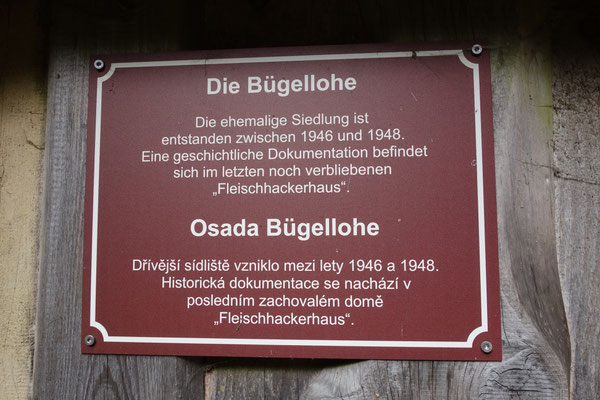 Die Bügellohe
Die ehemalige Siedlung ist
entstanden zwischen 1946 und 1948.
Eine geschichtliche Dokumentation befindet
sich im letzten noch verbliebenen
„Fleischhackerhaus“.
Osada Bügellohe
Dřívější sídliště vzniklo mezi lety 1946 a 1948.
Historická dokumentace se nachází v
posledním zachovalém domě
„Fleischhackerhaus“.